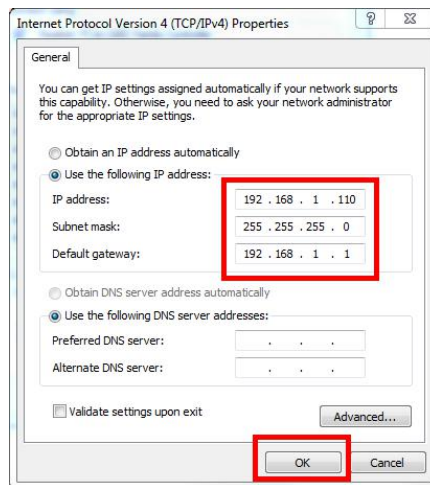 Internet Protocol Version 4 (TCP/IPv4) Properties
General
You can get IP settings assigned automatically if your network supports
this capability. Otherwise, you need to ask your network administrator
for the appropriate IP settings.
Obtain an IP address automatically
Use the following IP address:
IP address: 192 . 168 . 1 . 110
Subnet mask: 255 . 255 . 255 . 0
Default gateway: 192 . 168 . 1 . 1
Obtain DNS server address automatically
Use the following DNS server addresses:
Preferred DNS server: . . .
Alternate DNS server: . . .
Validate settings upon exit
Advanced...
OK Cancel